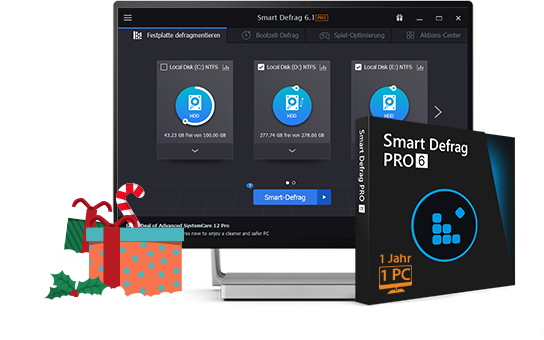 Smart Defrag 6.1 PRO
Festplatte defragmentieren
Bootzeit-Defrag
Spiel-Optimierung
Aktions-Center
Local Disk (C:) NTFS
Local Disk (D:) NTFS
Local Disk (E:) NTFS
HDD
HDD
HDD
43.23 GB frei von 100.00 GB
277.74 GB frei von 278.88 GB
Smart-Defrag
Deal of Advanced SystemCare 12 Pro
now to enjoy a cleaner and safer PC
Smart Defrag
PRO 6
1 Jahr
1 PC
Smart Defrag PRO 6